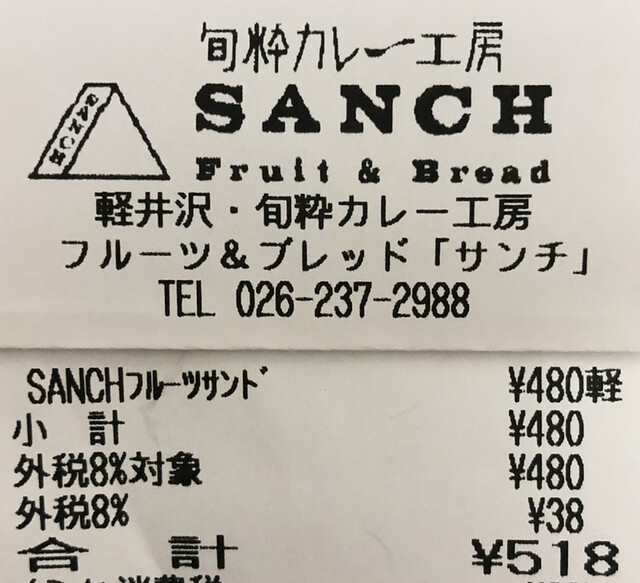 旬粋カレー工房
SANCH
SANCH
Fruit & Bread
軽井沢・旬粋カレー工房
フルーツ&ブレッド「サンチ」
TEL 026-237-2988
SANCHフルーツサンド ¥480軽
小 計 ¥480
外税8%対象 ¥480
外税8% ¥38
合 計 ¥518